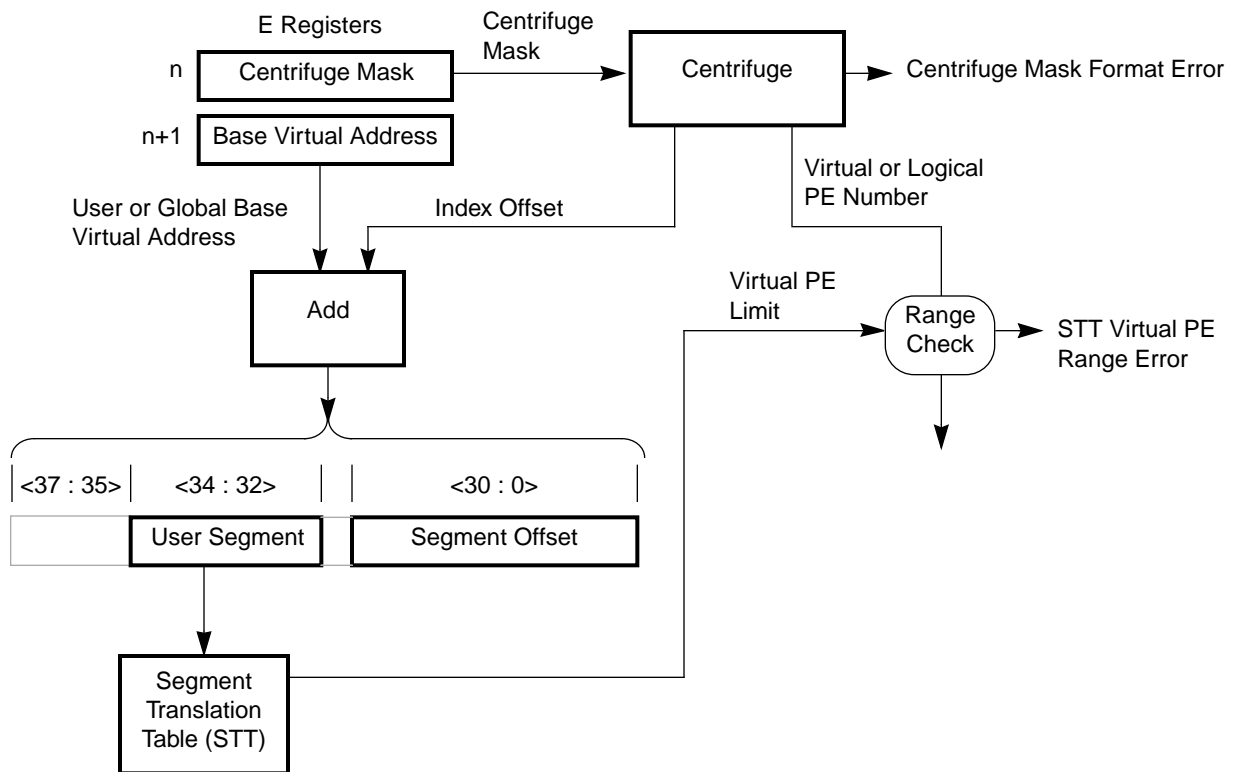 E Registers
n
Centrifuge Mask
Centrifuge
Mask
Centrifuge
Centrifuge Mask Format Error
n+1
Base Virtual Address
User or Global Base
Virtual Address
Index Offset
Virtual or Logical
PE Number
Add
Virtual PE
Limit
Range
Check
STT Virtual PE
Range Error
<37 : 35>
<34 : 32>
<30 : 0>
User Segment
Segment Offset
Segment
Translation
Table (STT)